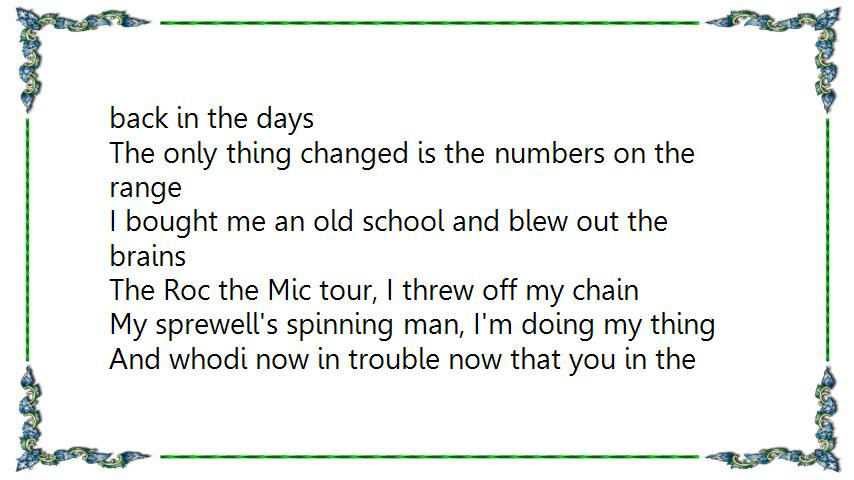 back in the days
The only thing changed is the numbers on the
range
I bought me an old school and blew out the
brains
The Roc the Mic tour, I threw off my chain
My sprewell's spinning man, I'm doing my thing
And whodi now in trouble now that you in the